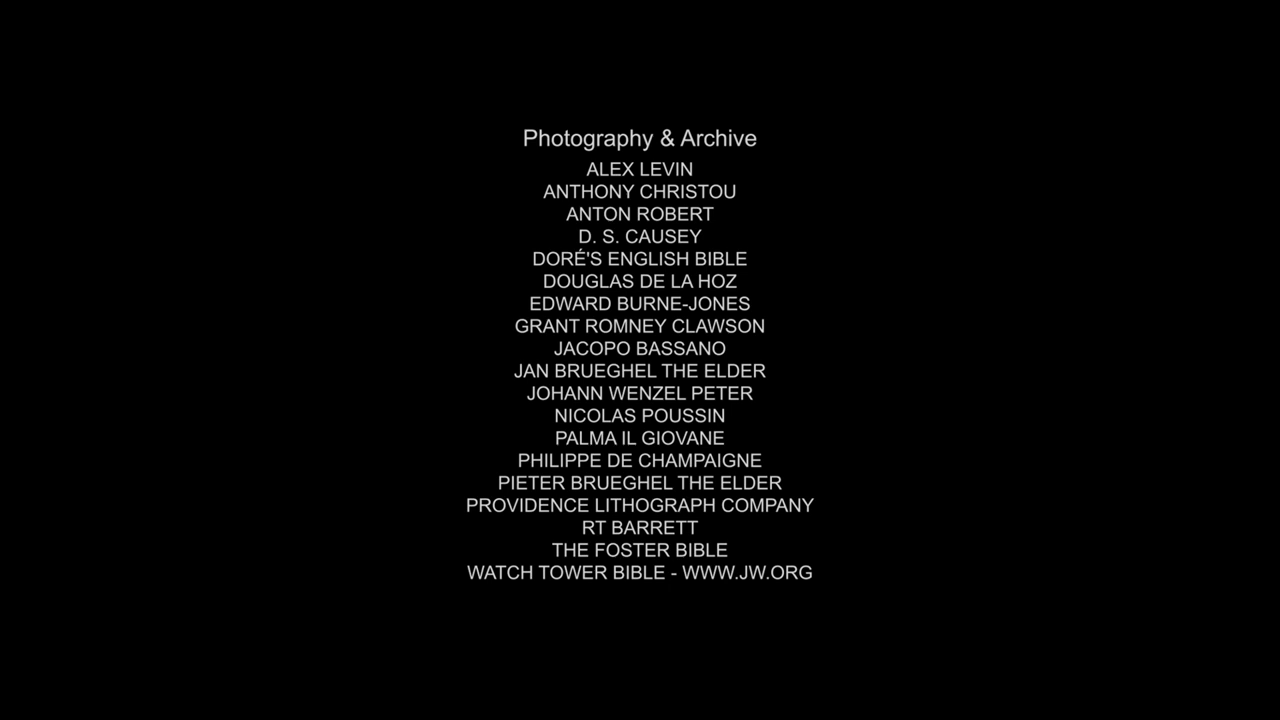 Photography & Archive
ALEX LEVIN
ANTHONY CHRISTOU
ANTON ROBERT
D. S. CAUSEY
DORÉ'S ENGLISH BIBLE
DOUGLAS DE LA HOZ
EDWARD BURNE-JONES
GRANT ROMNEY CLAWSON
JACOPO BASSANO
JAN BRUEGHEL THE ELDER
JOHANN WENZEL PETER
NICOLAS POUSSIN
PALMA IL GIOVANE
PHILIPPE DE CHAMPAIGNE
PIETER BRUEGHEL THE ELDER
PROVIDENCE LITHOGRAPH COMPANY
RT BARRETT
THE FOSTER BIBLE
WATCH TOWER BIBLE - WWW.JW.ORG